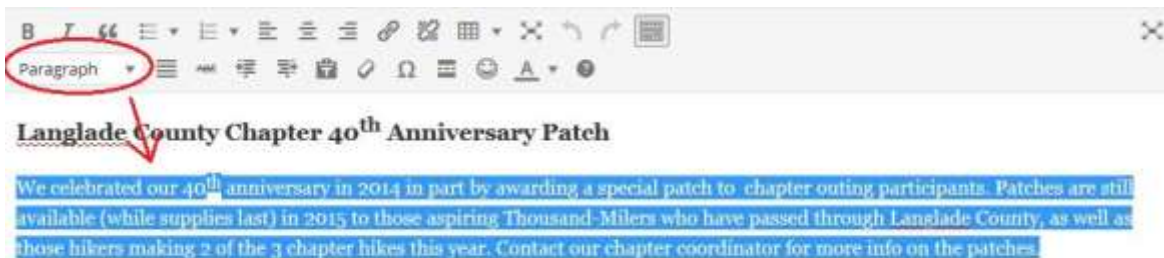 B I
Paragraph
Langlade County Chapter 40th Anniversary Patch
We celebrated our 40th anniversary in 2014 in part by awarding a special patch to chapter outing participants. Patches are still
available (while supplies last) in 2015 to those aspiring Thousand-Milers who have passed through Langlade County, as well as
those hikers making 2 of the 3 chapter hikes this year. Contact our chapter coordinator for more info on the patches.